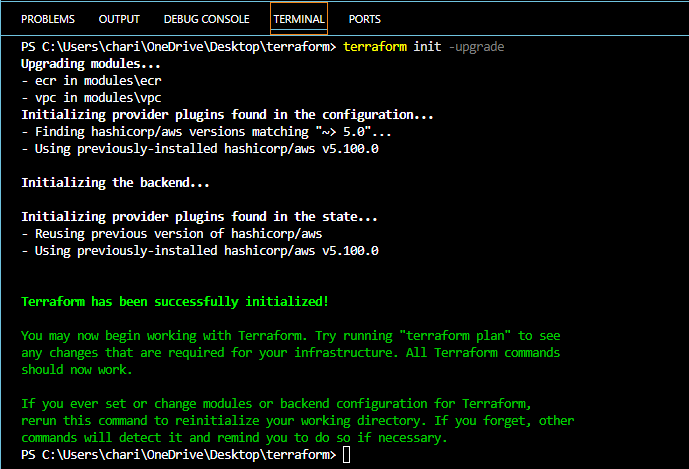 PROBLEMS OUTPUT DEBUG CONSOLE TERMINAL PORTS
PS C:\Users\chari\OneDrive\Desktop\terraform> terraform init -upgrade
Upgrading modules...
- ecr in modules\ecr
- vpc in modules\vpc
Initializing provider plugins found in the configuration...
- Finding hashicorp/aws versions matching "~> 5.0"...
- Using previously-installed hashicorp/aws v5.100.0
Initializing the backend...
Initializing provider plugins found in the state...
- Reusing previous version of hashicorp/aws
- Using previously-installed hashicorp/aws v5.100.0
Terraform has been successfully initialized!
You may now begin working with Terraform. Try running "terraform plan" to see
any changes that are required for your infrastructure. All Terraform commands
should now work.
If you ever set or change modules or backend configuration for Terraform,
rerun this command to reinitialize your working directory. If you forget, other
commands will detect it and remind you to do so if necessary.
PS C:\Users\chari\OneDrive\Desktop\terraform>